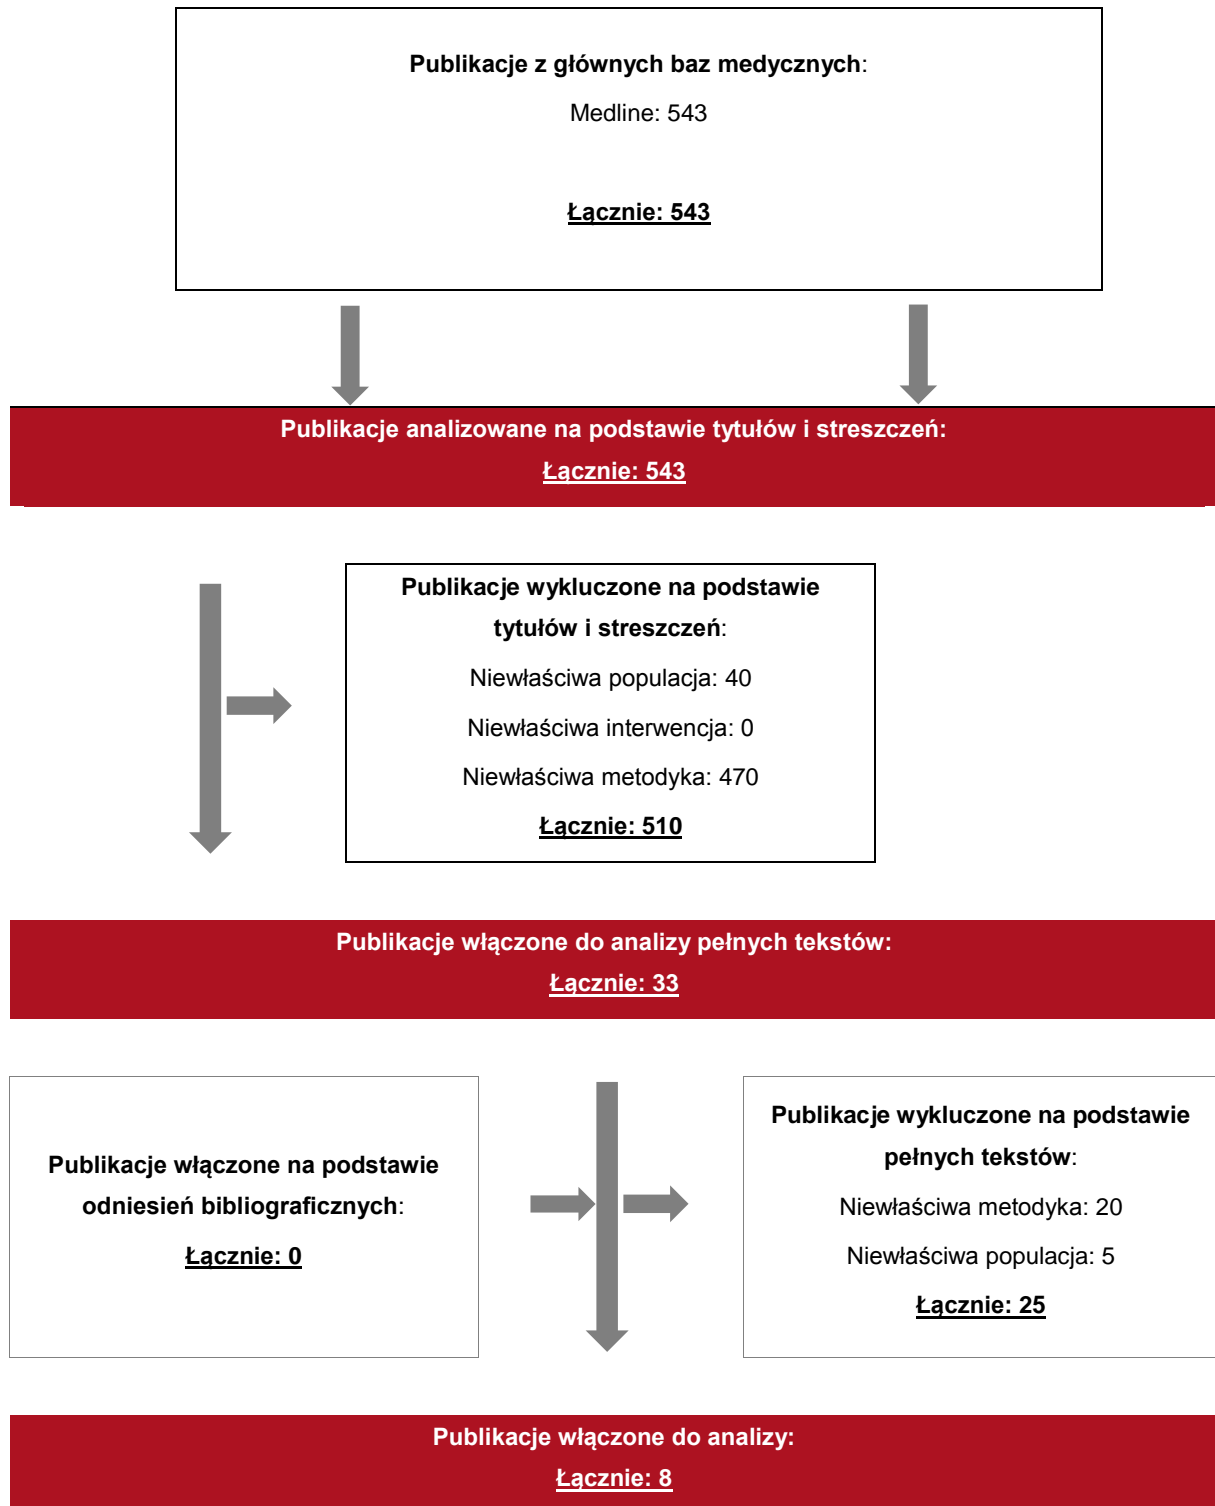 Publikacje z głównych baz medycznych:
Medline: 543
Łącznie: 543
Publikacje analizowane na podstawie tytułów i streszczeń:
Łącznie: 543
Publikacje wykluczone na podstawie
tytułów i streszczeń:
Niewłaściwa populacja: 40
Niewłaściwa interwencja: 0
Niewłaściwa metodyka: 470
Łącznie: 510
Publikacje włączone do analizy pełnych tekstów:
Łącznie: 33
Publikacje włączone na podstawie
odniesień bibliograficznych:
Łącznie: 0
Publikacje wykluczone na podstawie
pełnych tekstów:
Niewłaściwa metodyka: 20
Niewłaściwa populacja: 5
Łącznie: 25
Publikacje włączone do analizy:
Łącznie: 8